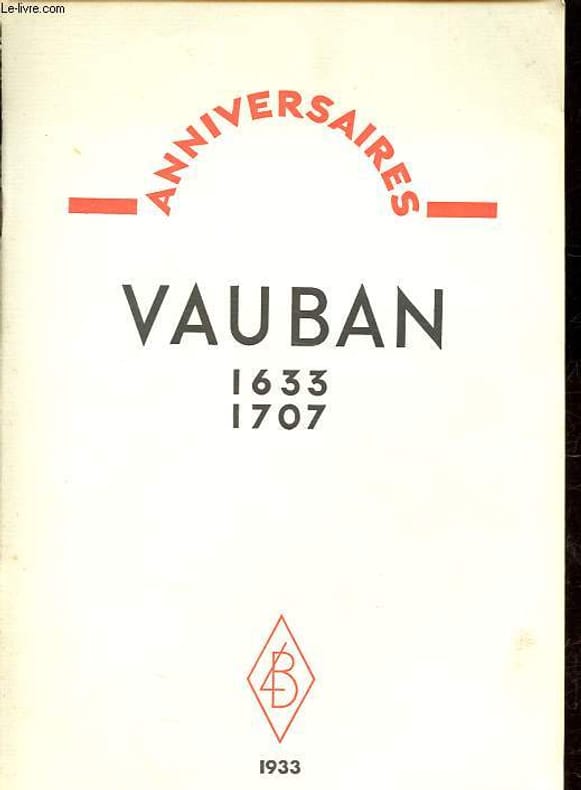 Le-livre.com
ANNIVERSAIRES
VAUBAN
1633
1707
1933